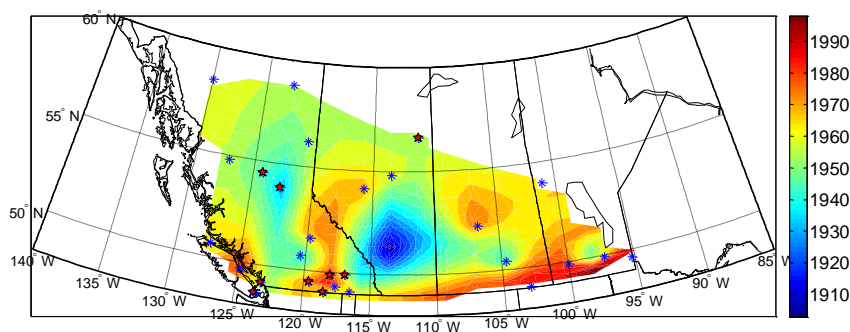 60° N
55° N
50° N
140° W
135° W
130° W
125° W
120° W
115° W
110° W
105° W
100° W
95° W
90° W
85° W
1990
1980
1970
1960
1950
1940
1930
1920
1910